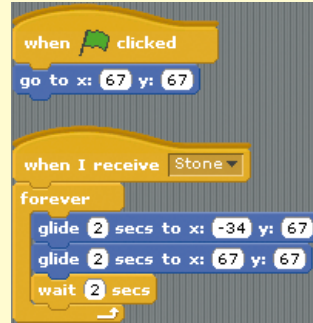 when clicked
go to x: 67 y: 67
when I receive Stone
forever
glide 2 secs to x: -34 y: 67
glide 2 secs to x: 67 y: 67
wait 2 secs